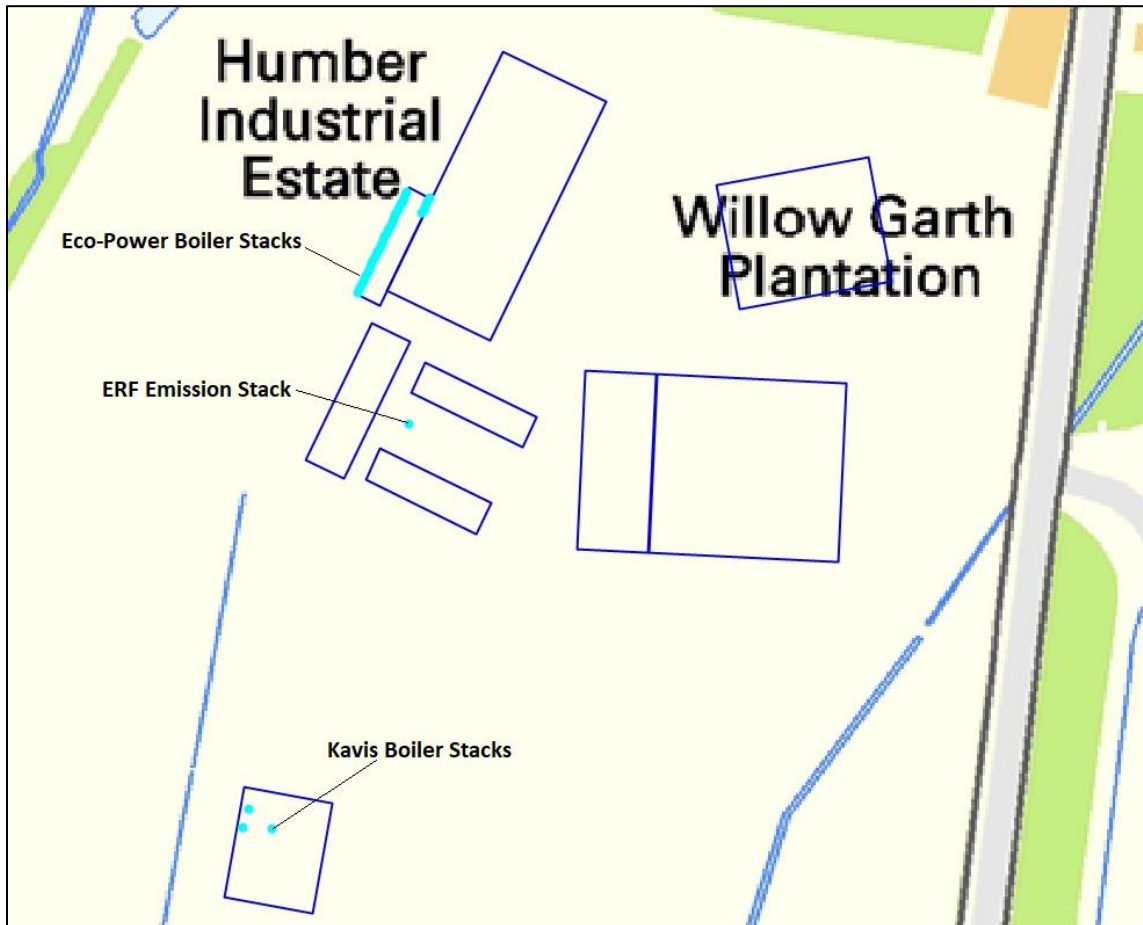 Humber
Industrial
Estate
Willow Garth
Plantation
Eco-Power Boiler Stacks
ERF Emission Stack
Kavis Boiler Stacks